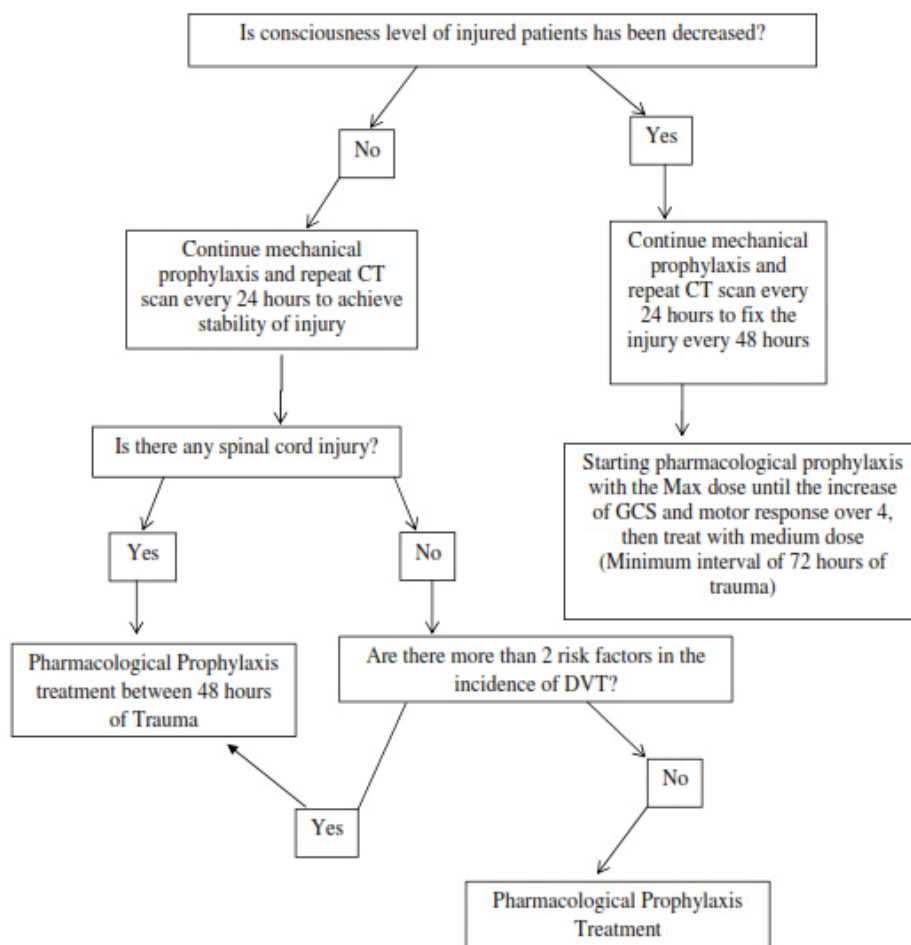 Is consciousness level of injured patients has been decreased?
No
Yes
Continue mechanical
prophylaxis and repeat CT
scan every 24 hours to achieve
stability of injury
Continue mechanical
prophylaxis and
repeat CT scan every
24 hours to fix the
injury every 48 hours
Is there any spinal cord injury?
Starting pharmacological prophylaxis
with the Max dose until the increase
of GCS and motor response over 4,
then treat with medium dose
(Minimum interval of 72 hours of
trauma)
Yes
No
Pharmacological Prophylaxis
treatment between 48 hours
of Trauma
Are there more than 2 risk factors in the
incidence of DVT?
No
Yes
Pharmacological Prophylaxis
Treatment